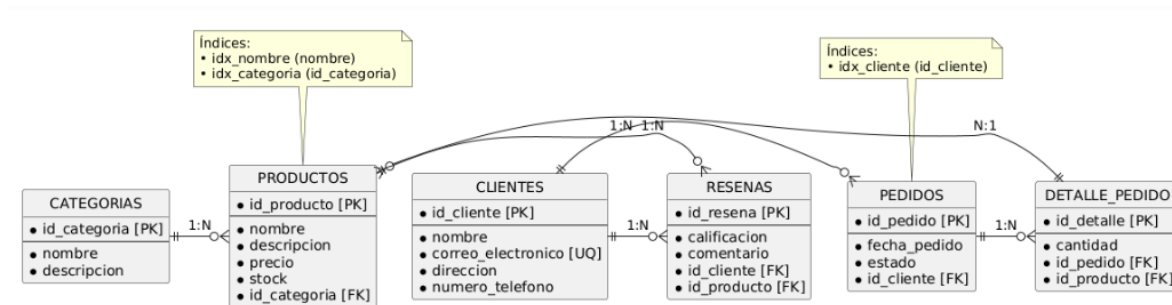 Índices:
• idx_nombre (nombre)
• idx_categoria (id_categoria)
Índices:
• idx_cliente (id_cliente)
1:N
1:N
N:1
CATEGORIAS
• id_categoria [PK]
• nombre
• descripcion
1:N
PRODUCTOS
• id_producto [PK]
• nombre
• descripcion
• precio
• stock
• id_categoria [FK]
CLIENTES
• id_cliente [PK]
• nombre
• correo_electronico [UQ]
• direccion
• numero_telefono
1:N
RESENAS
• id_resena [PK]
• calificacion
• comentario
• id_cliente [FK]
• id_producto [FK]
PEDIDOS
• id_pedido [PK]
• fecha_pedido
• estado
• id_cliente [FK]
1:N
DETALLE_PEDIDO
• id_detalle [PK]
• cantidad
• id_pedido [FK]
• id_producto [FK]